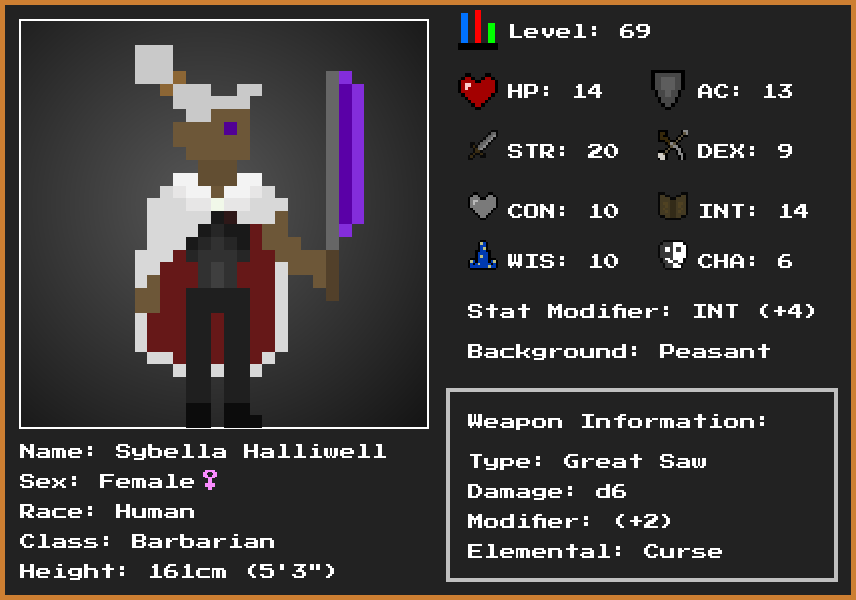 Level: 69
HP: 14 AC: 13
STR: 20 DEX: 9
CON: 10 INT: 14
WIS: 10 CHA: 6
Stat Modifier: INT (+4)
Background: Peasant
Name: Sybella Halliwell
Sex: Female♀
Race: Human
Class: Barbarian
Height: 161cm (5'3")
Weapon Information:
Type: Great Saw
Damage: d6
Modifier: (+2)
Elemental: Curse